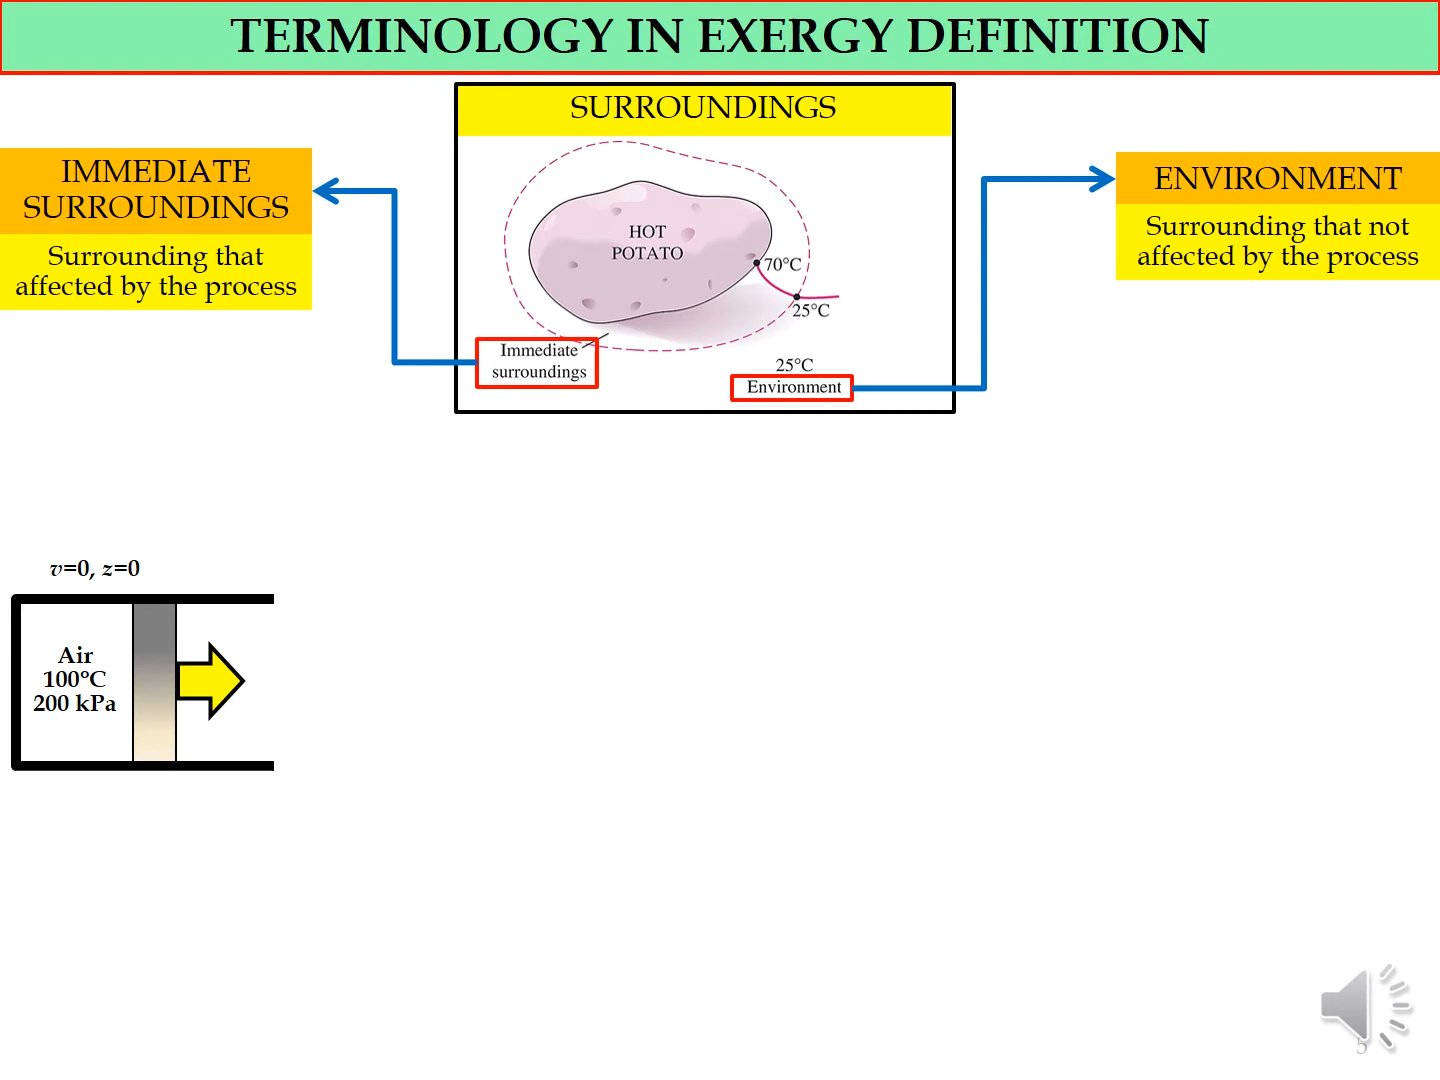 TERMINOLOGY IN EXERGY DEFINITION
SURROUNDINGS
IMMEDIATE
SURROUNDINGS
Surrounding that
affected by the process
HOT
POTATO
70°C
25°C
Immediate
surroundings
25°C
Environment
ENVIRONMENT
Surrounding that not
affected by the process
v=0, z=0
Air
100°C
200 kPa
5